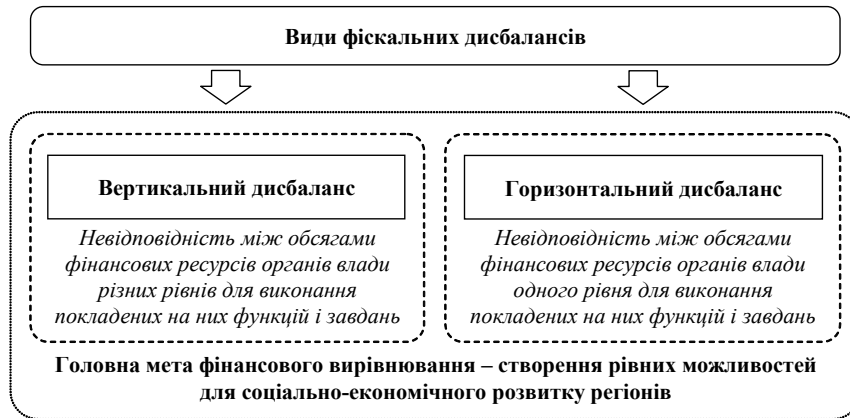 Види фіскальних дисбалансів
Вертикальний дисбаланс
Невідповідність між обсягами
фінансових ресурсів органів влади
різних рівнів для виконання
покладених на них функцій і завдань
Горизонтальний дисбаланс
Невідповідність між обсягами
фінансових ресурсів органів влади
одного рівня для виконання
покладених на них функцій і завдань
Головна мета фінансового вирівнювання – створення рівних можливостей
для соціально-економічного розвитку регіонів